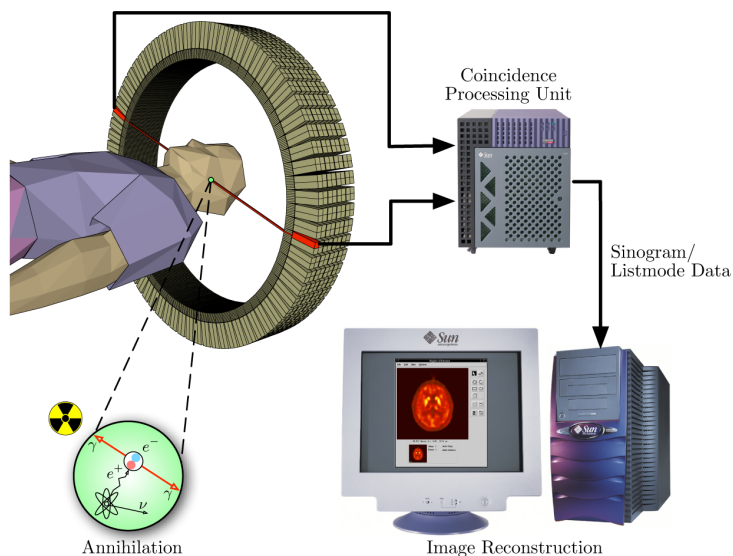 Coincidence
Processing Unit
Sun
Sinogram/
Listmode Data
Sun
Sun
γ
e⁻
e⁺
γ
ν
Annihilation
Image Reconstruction